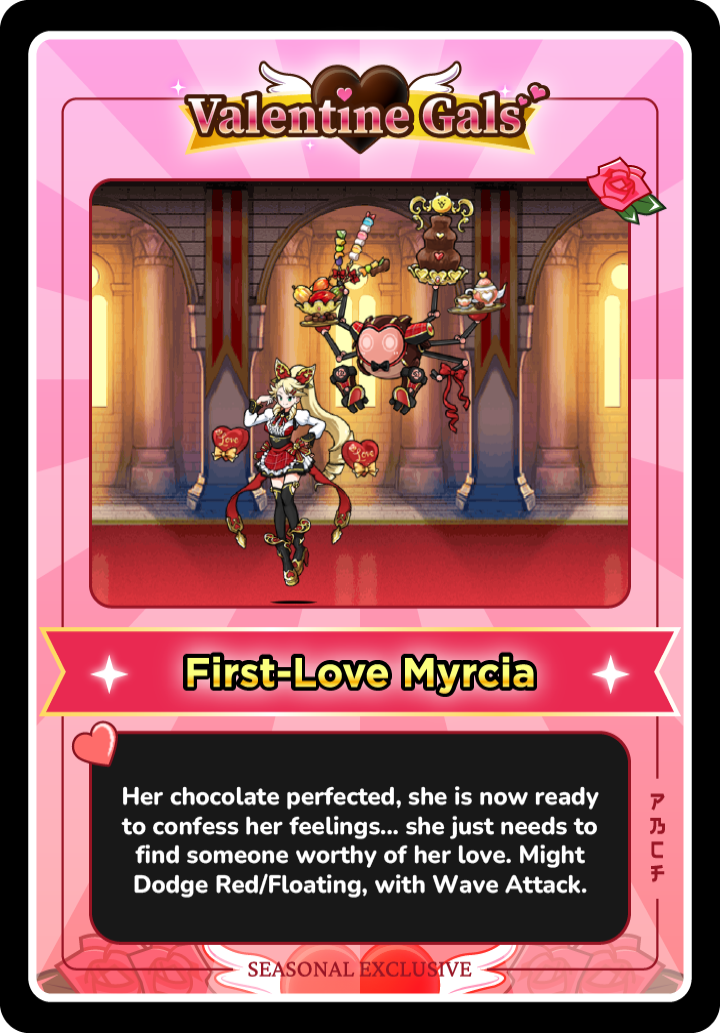 Valentine Gals
Love
Love
First-Love Myrcia
Her chocolate perfected, she is now ready
to confess her feelings... she just needs to
find someone worthy of her love. Might
Dodge Red/Floating, with Wave Attack.
ア乃匚チ
SEASONAL EXCLUSIVE